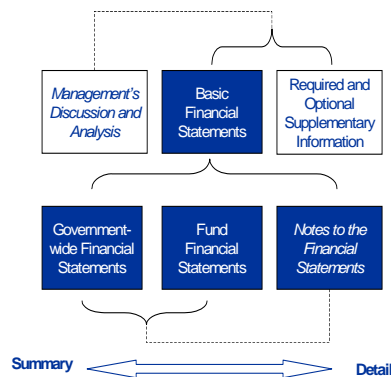 Management's
Discussion and
Analysis
Basic
Financial
Statements
Required and
Optional
Supplementary
Information
Government-
wide Financial
Statements
Fund
Financial
Statements
Notes to the
Financial
Statements
Summary
Detail